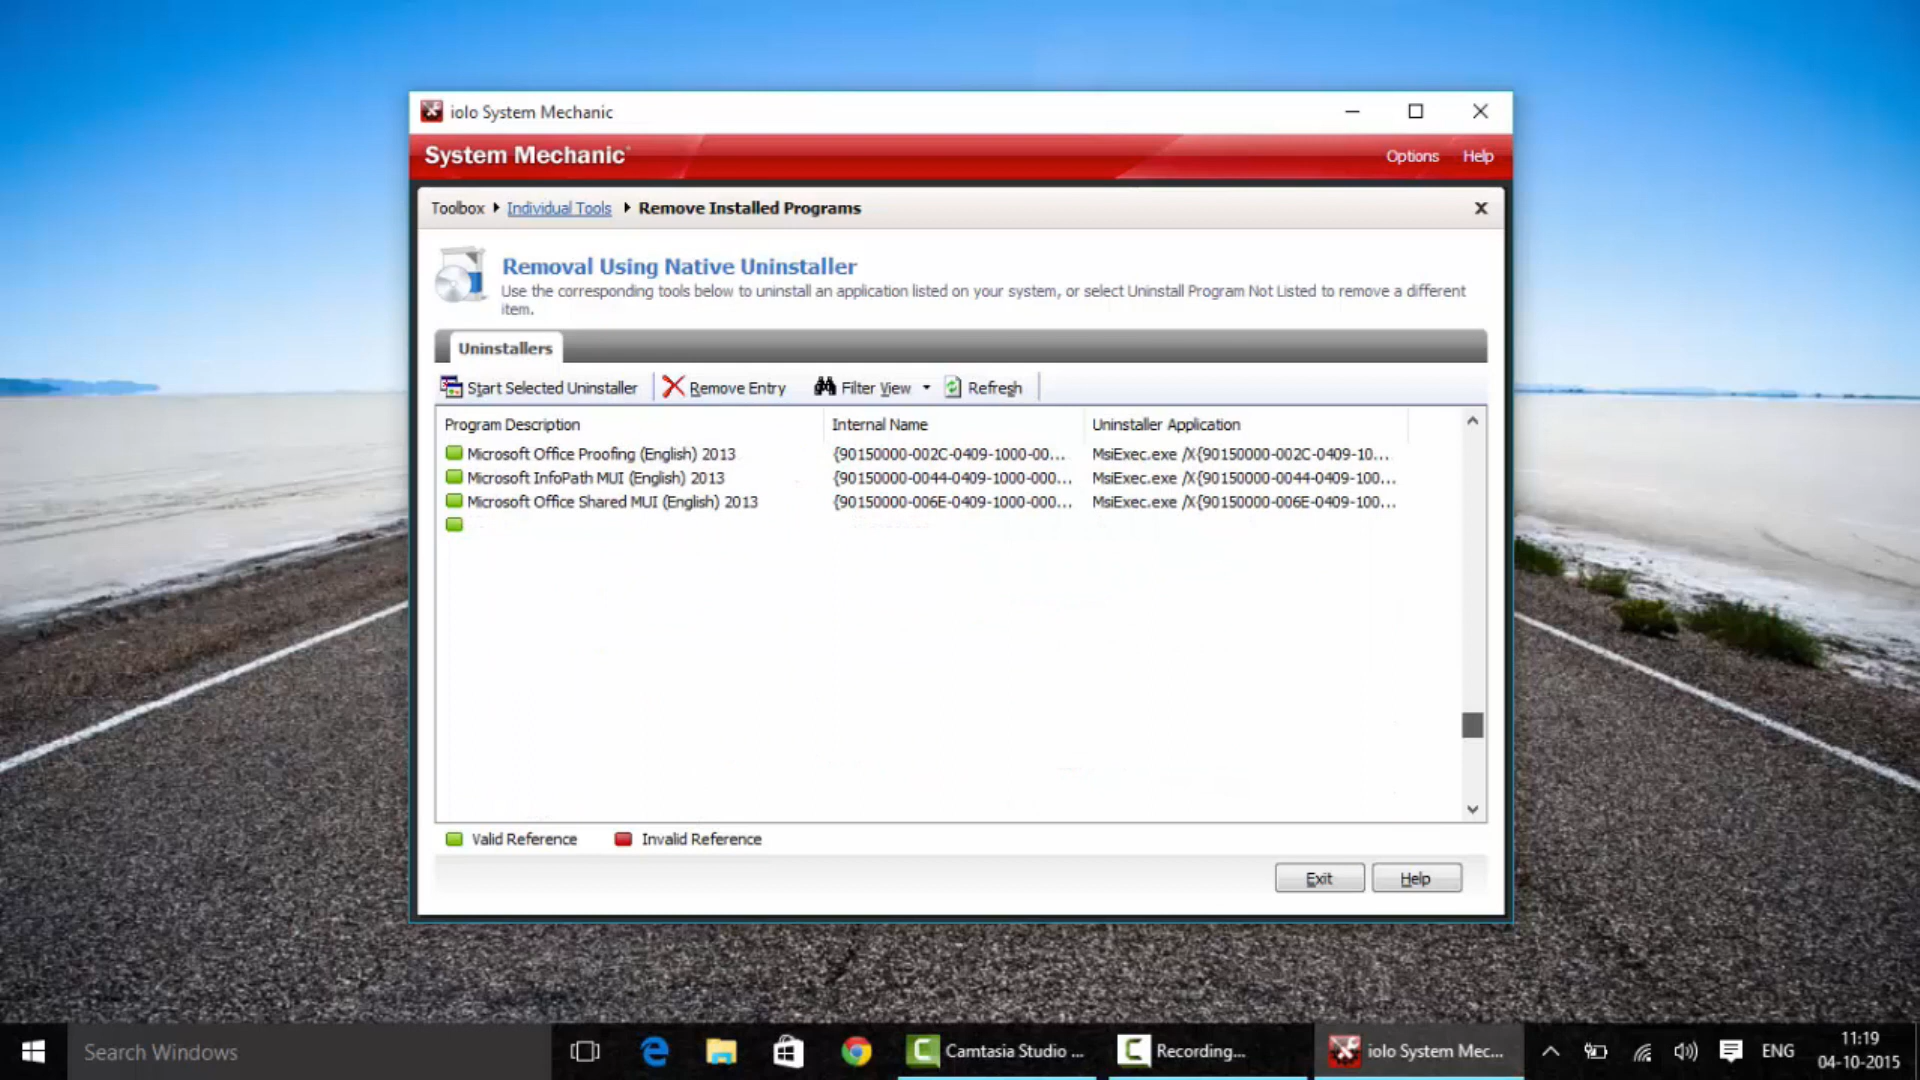 iolo System Mechanic
System Mechanic
Options Help
Toolbox Individual Tools Remove Installed Programs X
Removal Using Native Uninstaller
Use the corresponding tools below to uninstall an application listed on your system, or select Uninstall Program Not Listed to remove a different
item.
Uninstallers
Start Selected Uninstaller Remove Entry Filter View Refresh
Program Description Internal Name Uninstaller Application
Microsoft Office Proofing (English) 2013 {90150000-002C-0409-1000-00... MsiExec.exe /X{90150000-002C-0409-10...
Microsoft InfoPath MUI (English) 2013 {90150000-0044-0409-1000-000... MsiExec.exe /X{90150000-0044-0409-100...
Microsoft Office Shared MUI (English) 2013 {90150000-006E-0409-1000-000... MsiExec.exe /X{90150000-006E-0409-100...
Valid Reference Invalid Reference
Exit Help
Search Windows Camtasia Studio ... Recording... iolo System Mec... ENG 11:19
04-10-2015